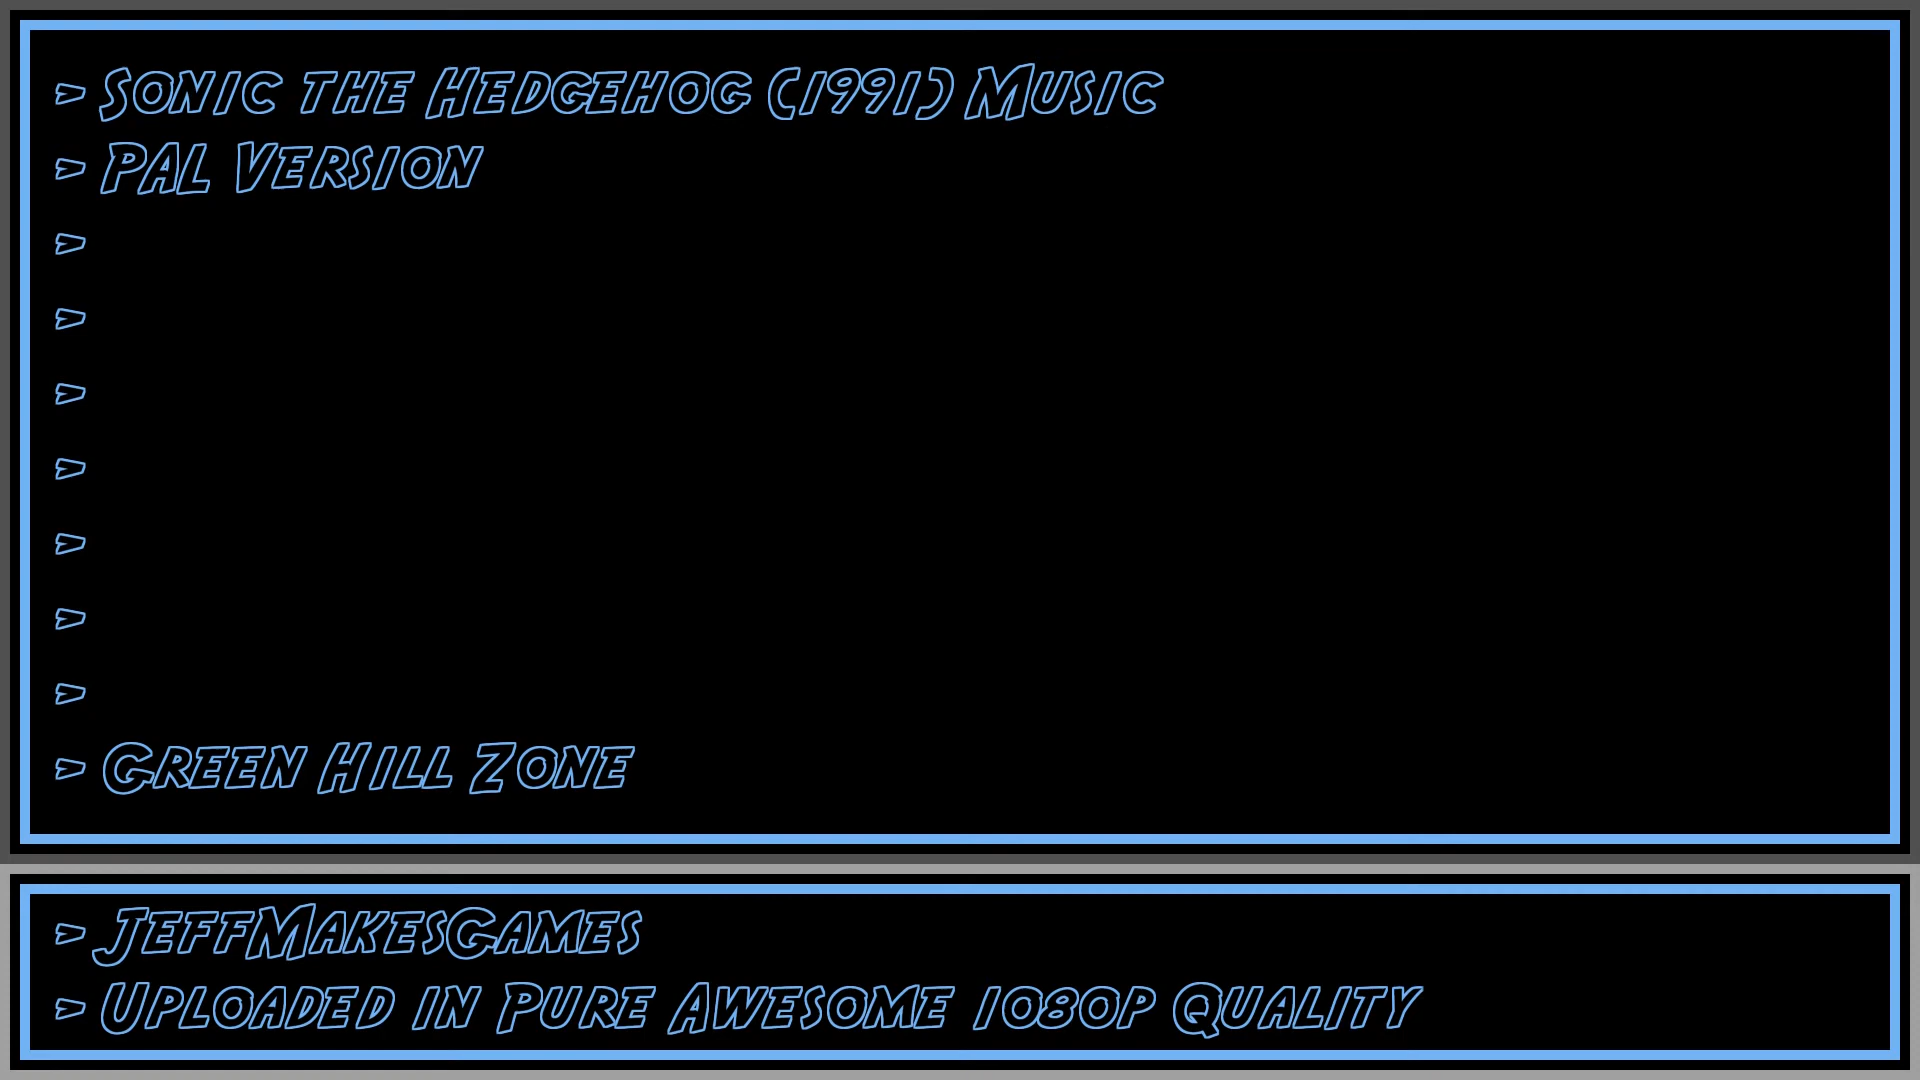 > Sonic the Hedgehog (1991) Music
> PAL Version
>
>
>
>
>
>
>
> Green Hill Zone
> JeffMakesGames
> Uploaded in Pure Awesome 1080p Quality